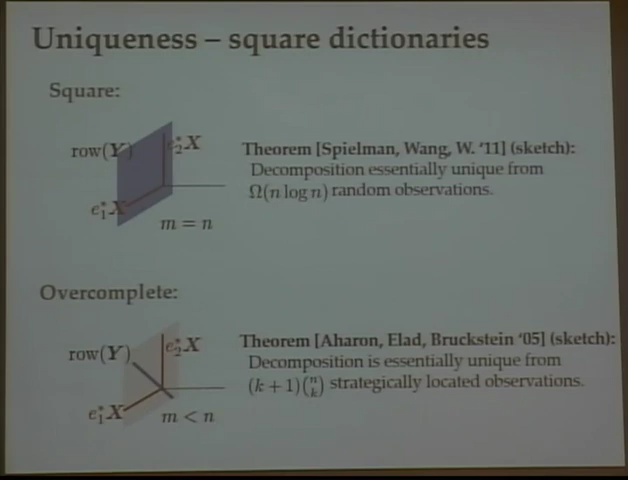 Uniqueness – square dictionaries
Square:
row(Y)
e₂*X
e₁*X
m = n
Theorem [Spielman, Wang, W. '11] (sketch):
Decomposition essentially unique from
Ω(n log n) random observations.
Overcomplete:
row(Y)
e₂*X
e₁*X
m < n
Theorem [Aharon, Elad, Bruckstein '05] (sketch):
Decomposition is essentially unique from
(k + 1)(n k) strategically located observations.